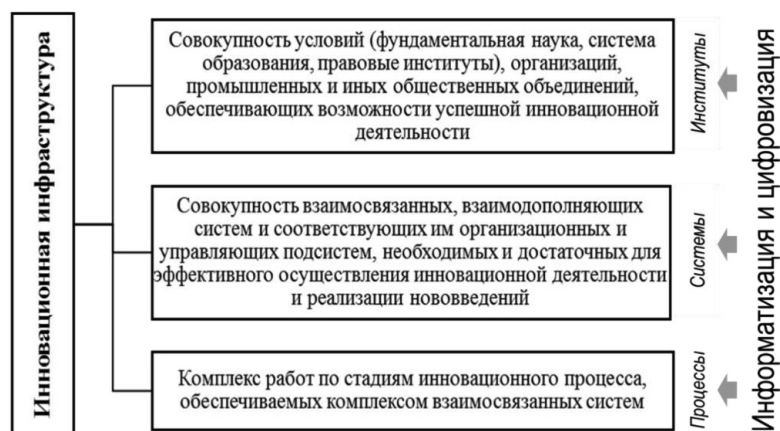 Инновационная инфраструктура
Совокупность условий (фундаментальная наука, система
образования, правовые институты), организаций,
промышленных и иных общественных объединений,
обеспечивающих возможности успешной инновационной
деятельности
Институты
Совокупность взаимосвязанных, взаимодополняющих
систем и соответствующих им организационных и
управляющих подсистем, необходимых и достаточных для
эффективного осуществления инновационной деятельности
и реализации нововведений
Системы
Комплекс работ по стадиям инновационного процесса,
обеспечиваемых комплексом взаимосвязанных систем
Процессы
Информатизация и цифровизация